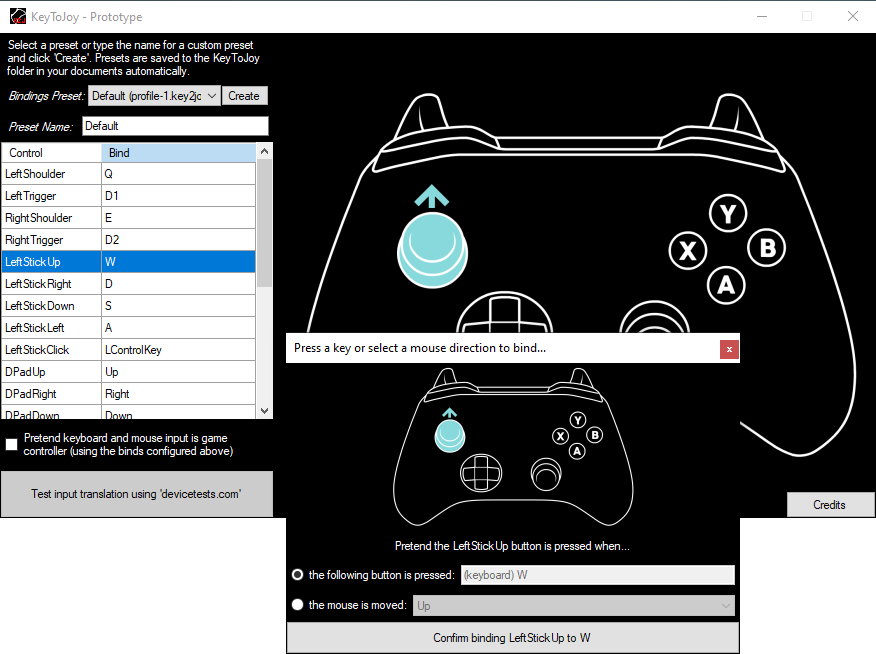 KeyToJoy - Prototype
Select a preset or type the name for a custom preset
and click 'Create'. Presets are saved to the KeyToJoy
folder in your documents automatically.
Bindings Preset: Default (profile-1.key2jo Create
Preset Name: Default
Control Bind
LeftShoulder Q
LeftTrigger D1
RightShoulder E
RightTrigger D2
LeftStickUp W
LeftStickRight D
LeftStickDown S
LeftStickLeft A
LeftStickClick LControlKey
DPadUp Up
DPadRight Right
DPadDown Down
Pretend keyboard and mouse input is game
controller (using the binds configured above)
Test input translation using 'devicetests.com'
Y
X B
A
Press a key or select a mouse direction to bind...
x
Y
X B
A
Pretend the LeftStickUp button is pressed when...
the following button is pressed: (keyboard) W
the mouse is moved: Up
Confirm binding LeftStickUp to W
Credits